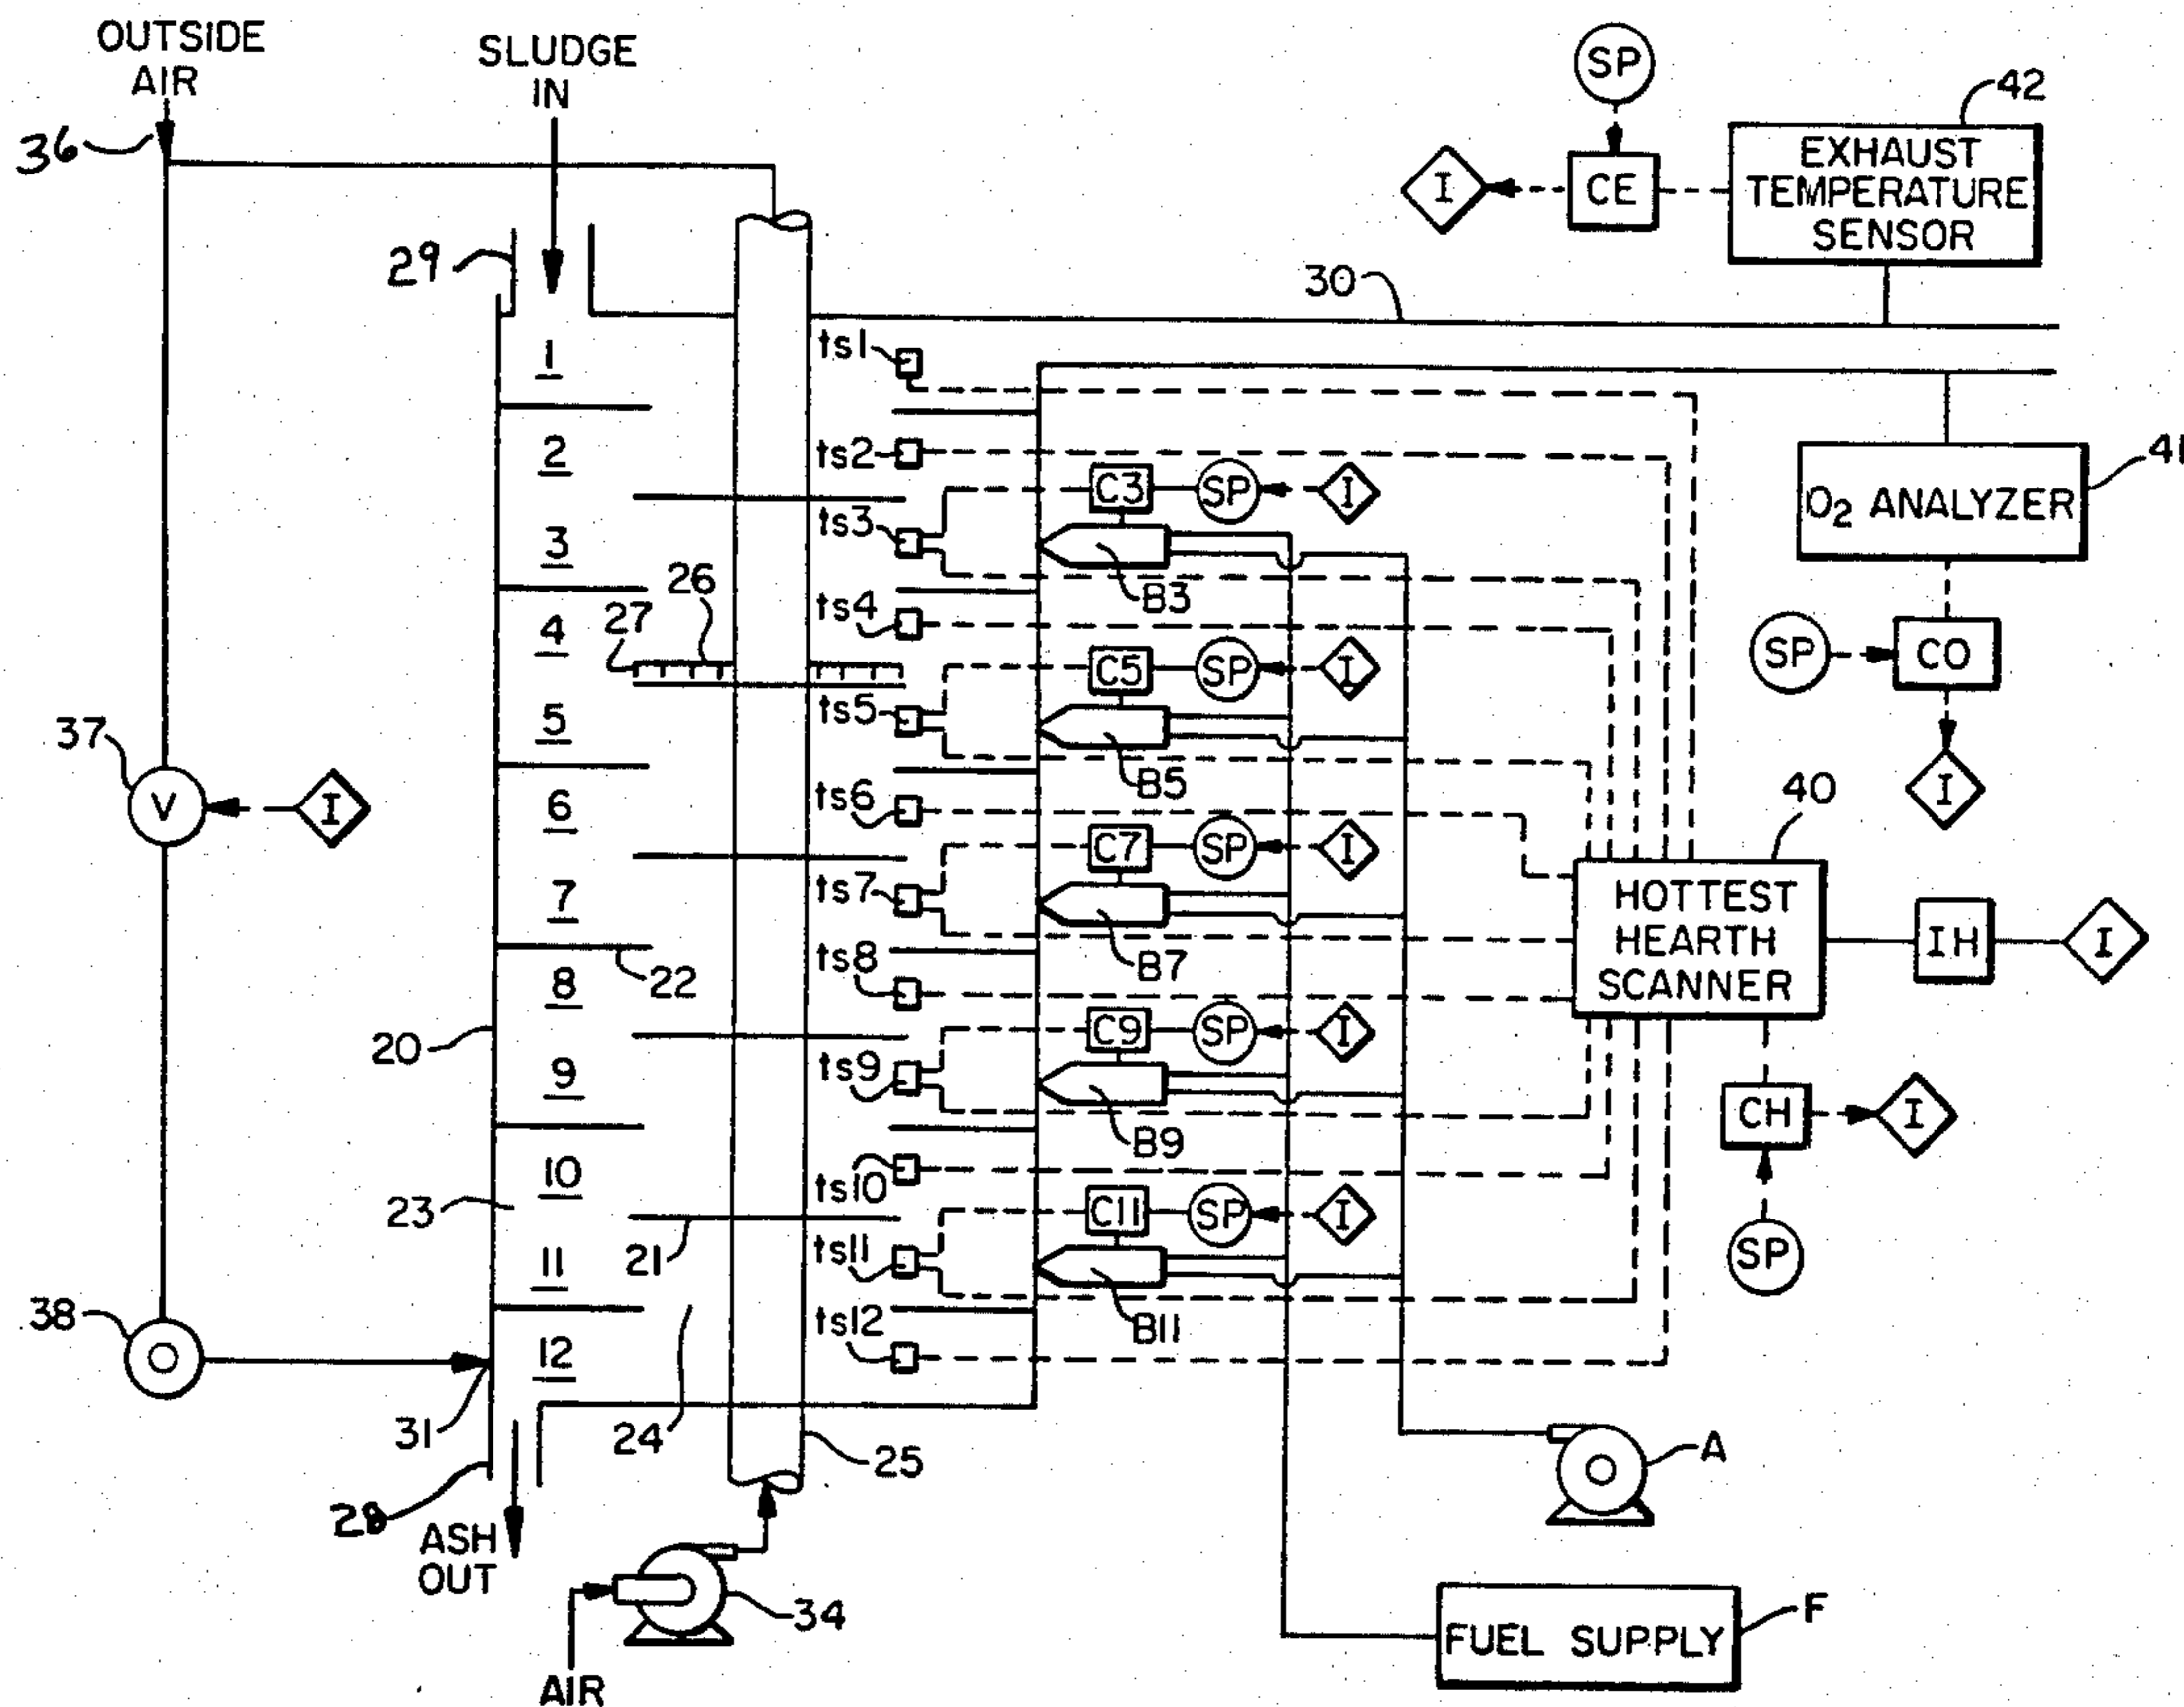 OUTSIDE
AIR
SLUDGE
IN
36
29
SP
I
CE
EXHAUST
TEMPERATURE
SENSOR
42
30
1
ts1
2
ts2
C3
SP
I
O2 ANALYZER
41
3
ts3
B3
26
27
4
ts4
SP
CO
I
C5
SP
I
5
ts5
B5
37
V
I
6
ts6
40
C7
SP
I
7
ts7
B7
HOTTEST
HEARTH
SCANNER
IH
I
22
8
ts8
20
C9
SP
I
9
ts9
B9
CH
I
SP
10
ts10
23
C11
SP
I
21
11
ts11
B11
38
12
ts12
31
24
25
A
28
ASH
OUT
34
AIR
FUEL SUPPLY
F